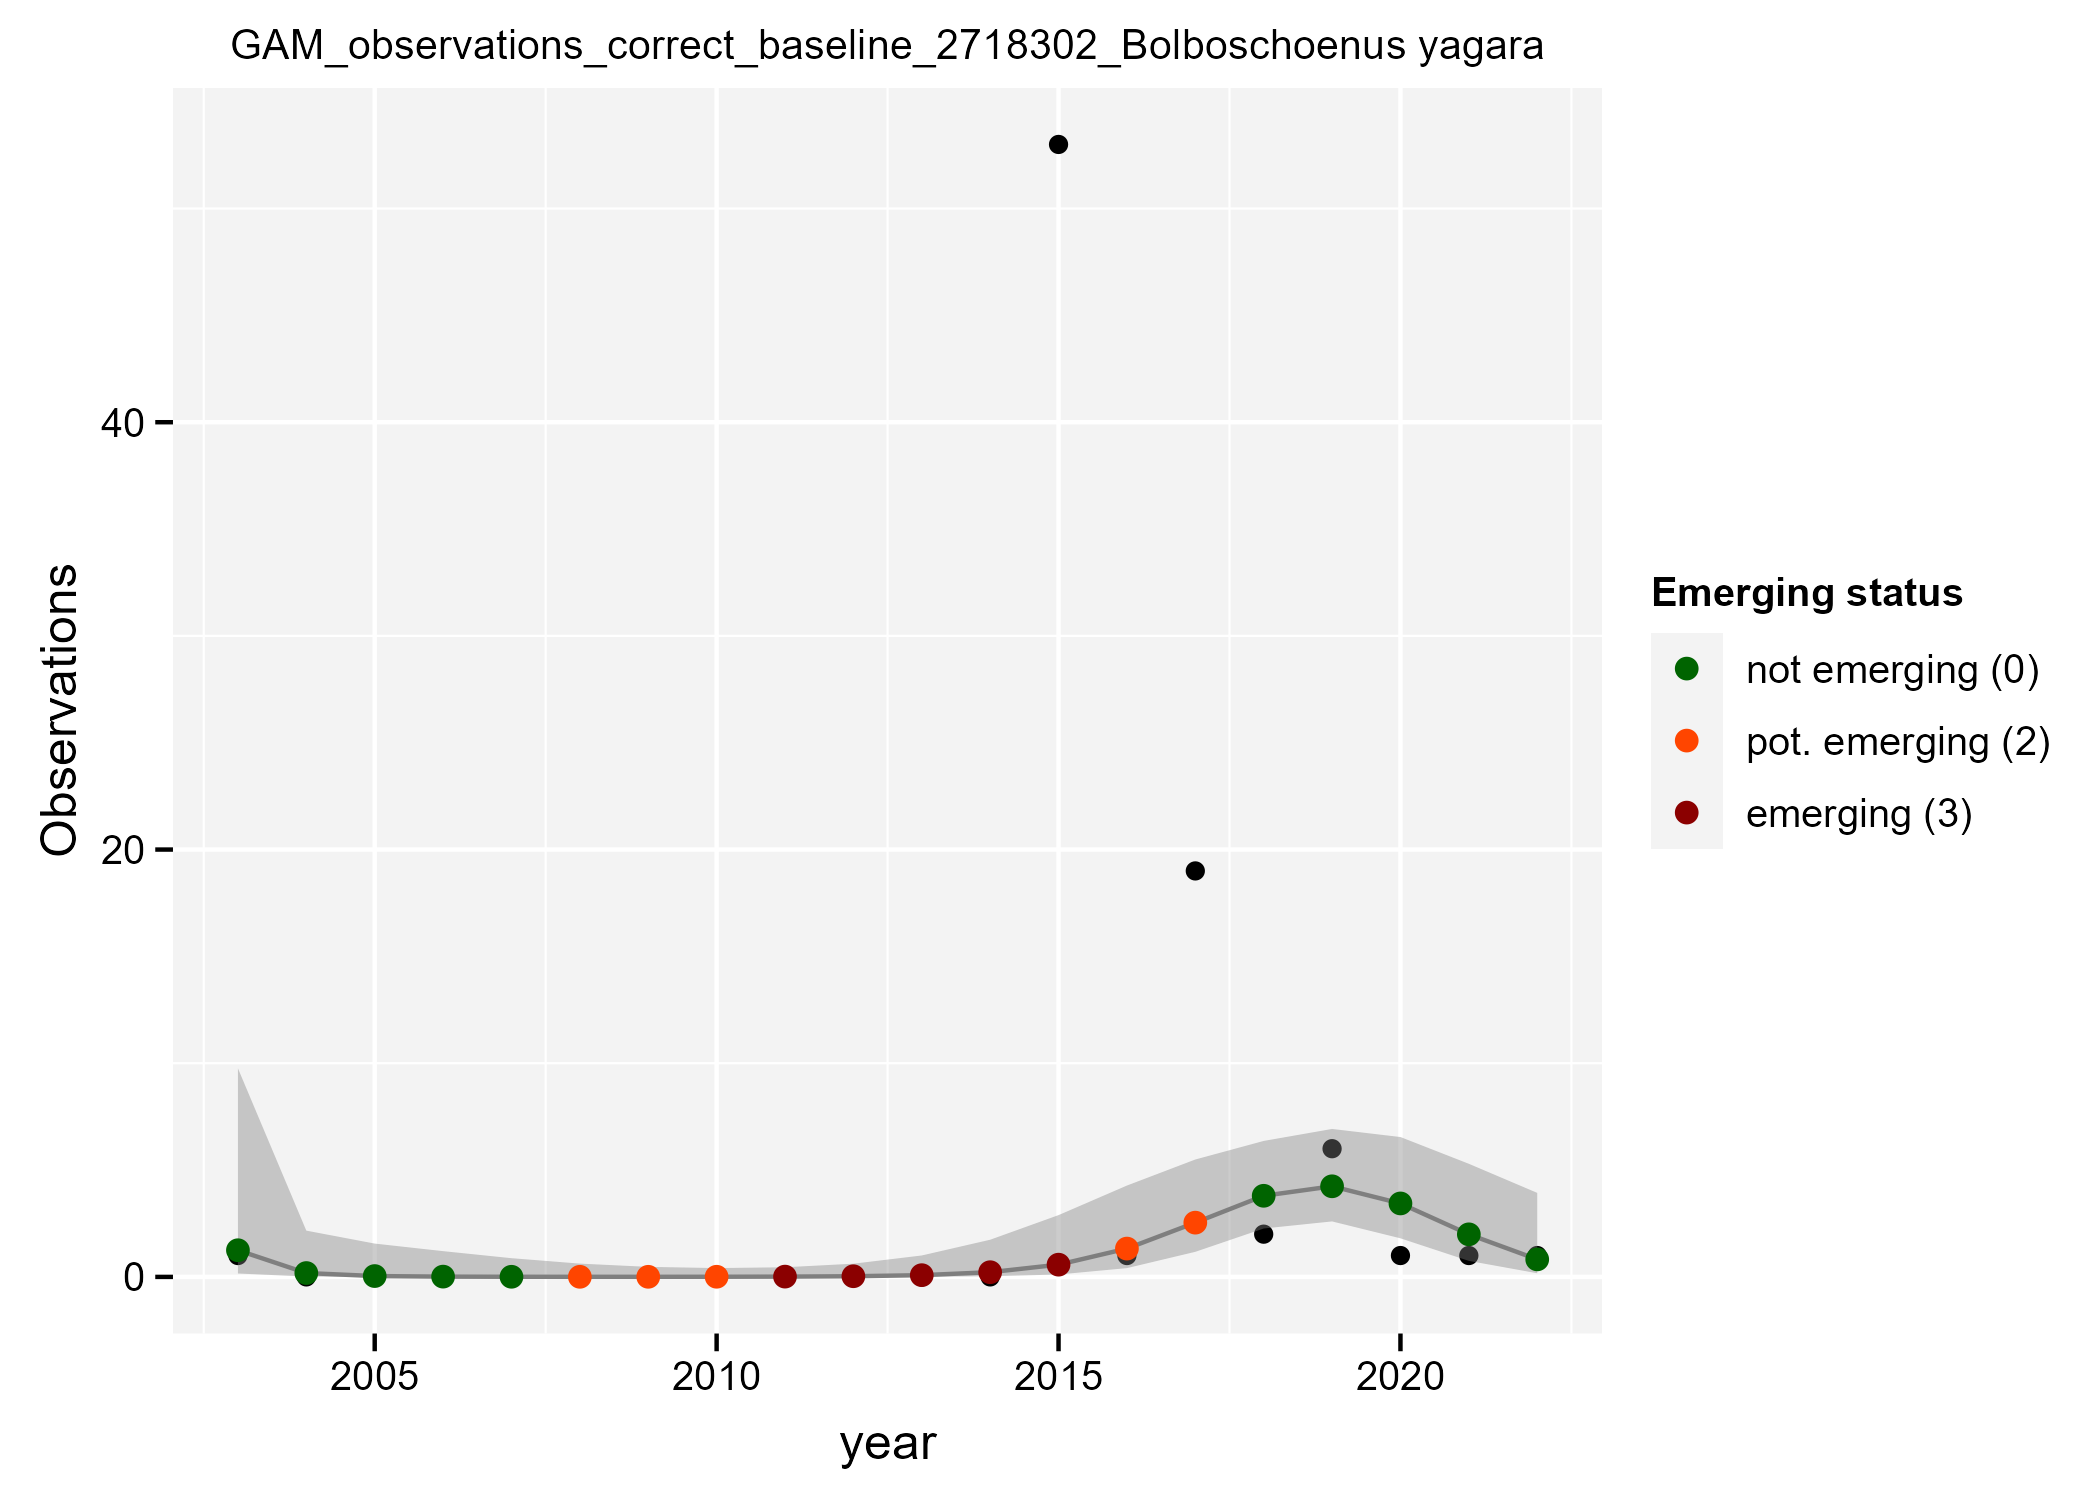 GAM_observations_correct_baseline_2718302_Bolboschoenus yagara
Observations
40
20
0
2005
2010
2015
2020
year
Emerging status
not emerging (0)
pot. emerging (2)
emerging (3)